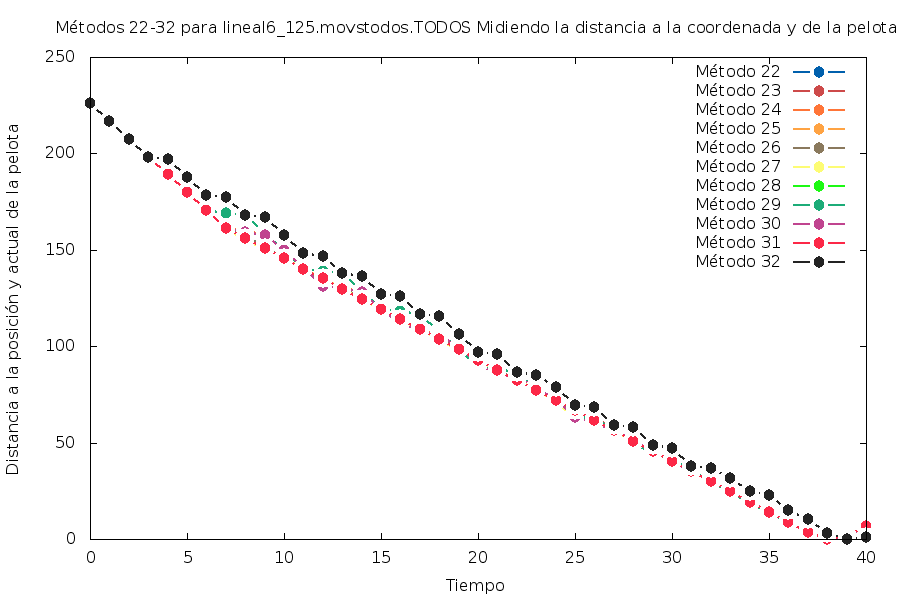 Métodos 22-32 para lineal6_125.movstodos.TODOS Midiendo la distancia a la coordenada y de la pelota
Distancia a la posición y actual de la pelota
250
200
150
100
50
0
Método 22
Método 23
Método 24
Método 25
Método 26
Método 27
Método 28
Método 29
Método 30
Método 31
Método 32
0 5 10 15 20 25 30 35 40
Tiempo